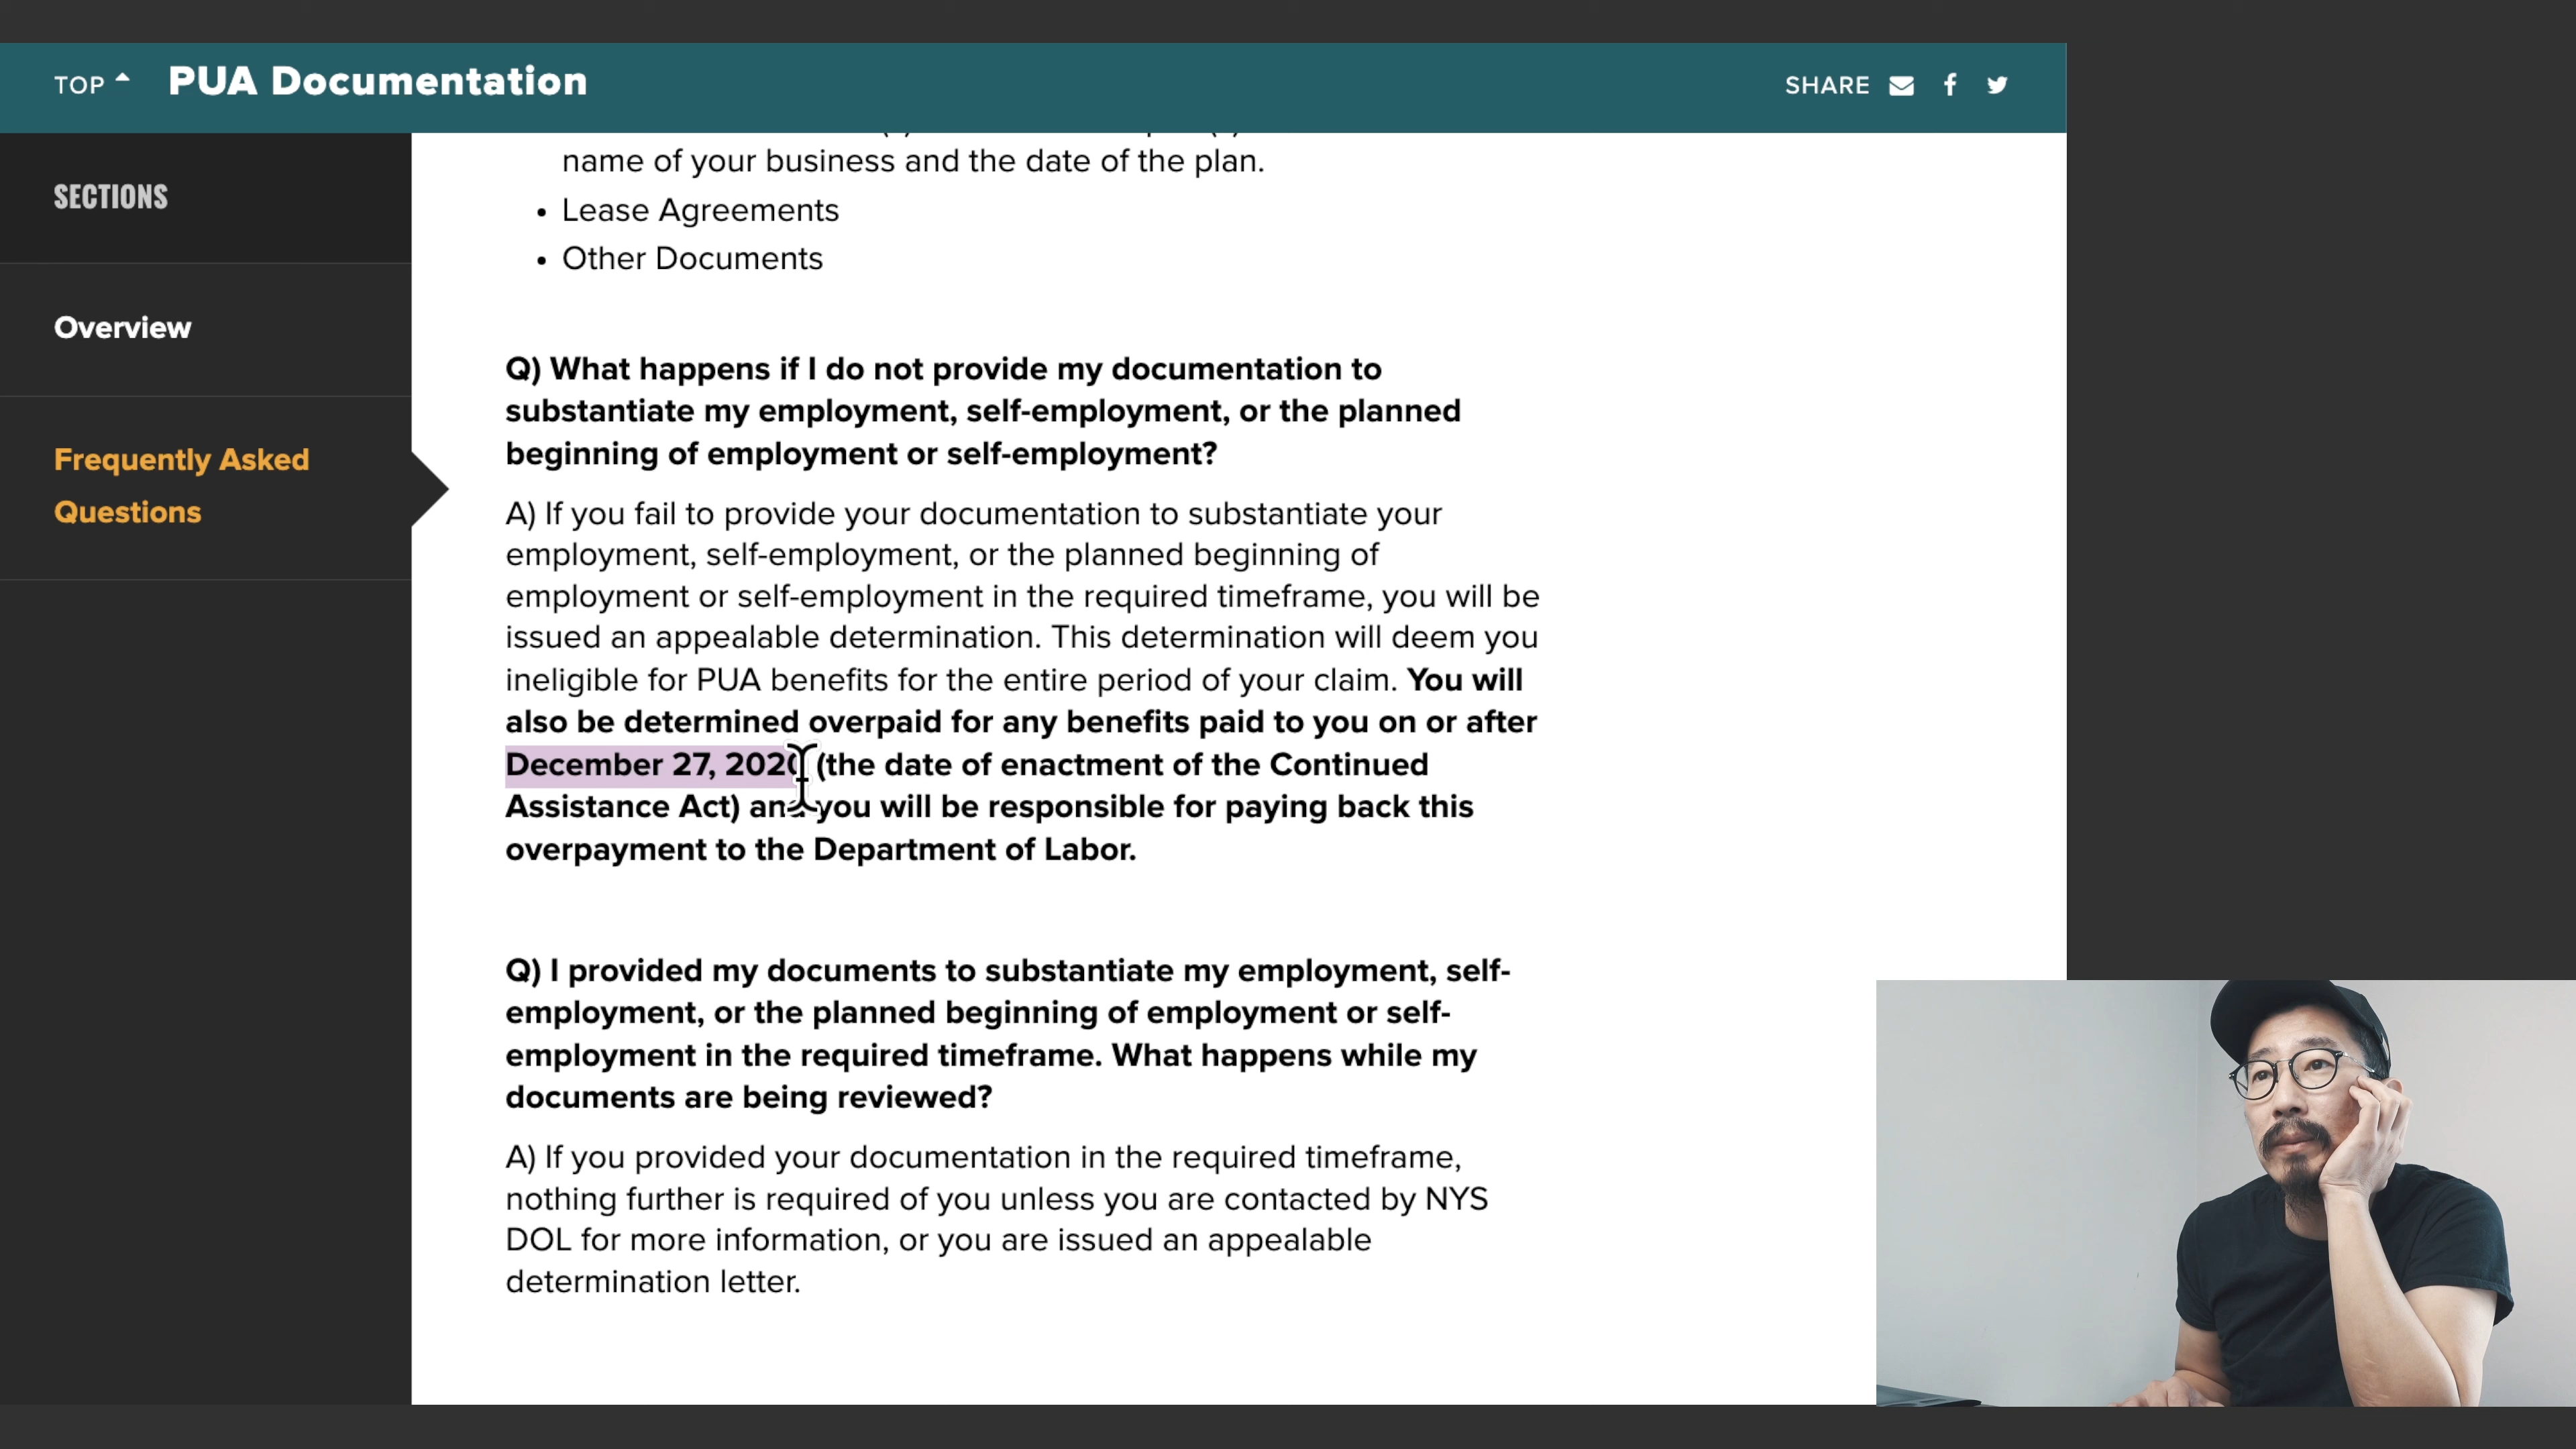 TOP PUA Documentation SHARE
SECTIONS
Overview
Frequently Asked
Questions
name of your business and the date of the plan.
• Lease Agreements
• Other Documents
Q) What happens if I do not provide my documentation to
substantiate my employment, self-employment, or the planned
beginning of employment or self-employment?
A) If you fail to provide your documentation to substantiate your
employment, self-employment, or the planned beginning of
employment or self-employment in the required timeframe, you will be
issued an appealable determination. This determination will deem you
ineligible for PUA benefits for the entire period of your claim. You will
also be determined overpaid for any benefits paid to you on or after
December 27, 2020 (the date of enactment of the Continued
Assistance Act) and you will be responsible for paying back this
overpayment to the Department of Labor.
Q) I provided my documents to substantiate my employment, self-
employment, or the planned beginning of employment or self-
employment in the required timeframe. What happens while my
documents are being reviewed?
A) If you provided your documentation in the required timeframe,
nothing further is required of you unless you are contacted by NYS
DOL for more information, or you are issued an appealable
determination letter.